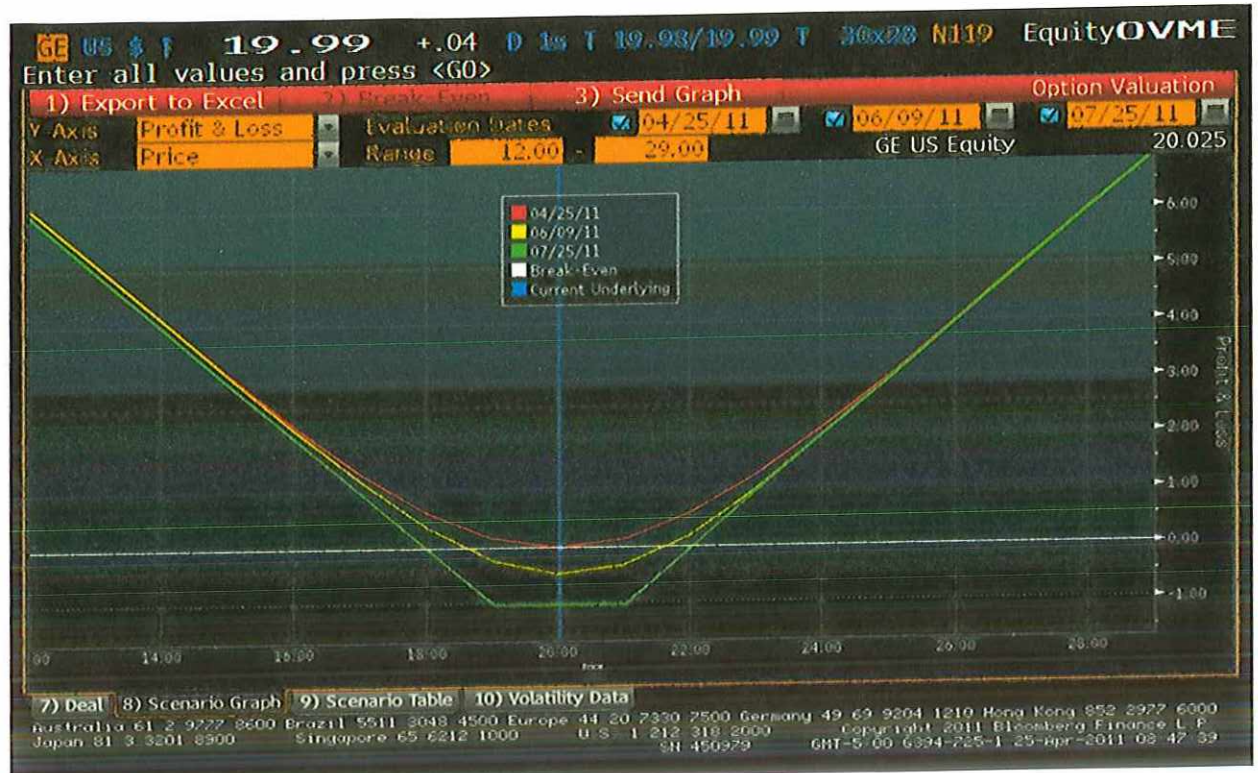 GE US $ 19.99 +.04 D 1s T 19.98/19.99 T 30x28 N119 Equity OVME
Enter all values and press <GO>
1) Export to Excel 2) Break-Even 3) Send Graph Option Valuation
Y Axis Profit & Loss Evaluation Dates 04/25/11 06/09/11 07/25/11
X Axis Price Range 12.00 - 29.00 GE US Equity 20.025
04/25/11
06/09/11
07/25/11
Break-Even
Current Underlying
6.00
5.00
4.00
3.00
2.00
1.00
0.00
-1.00
Profit & Loss
14.00 16.00 18.00 20.00 22.00 24.00 26.00 28.00
Price
7) Deal 8) Scenario Graph 9) Scenario Table 10) Volatility Data
Australia 61 2 9777 8600 Brazil 5511 3048 4500 Europe 44 20 7330 7500 Germany 49 69 9204 1210 Hong Kong 852 2977 6000
Japan 81 3 3201 8900 Singapore 65 6212 1000 U S 1 212 318 2000 Copyright 2011 Bloomberg Finance L P
SN 450979 GMT-5 00 G394-725-1 25-Apr-2011 08 47 39